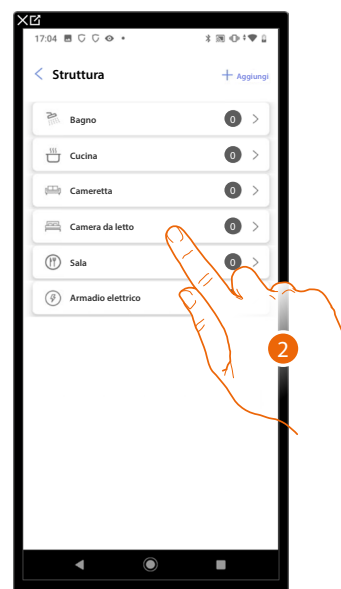 17:04
Struttura
Aggiungi
Bagno 0
Cucina 0
Cameretta 0
Camera da letto 0
Sala 0
Armadio elettrico
2